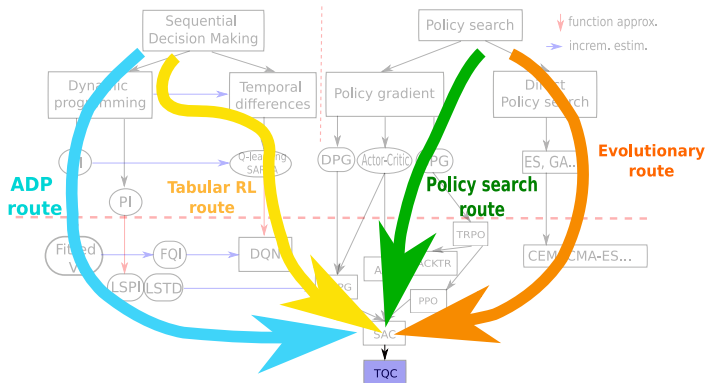 Sequential
Decision Making
Policy search
function approx.
increm. estim.
Dynamic
programming
Temporal
differences
Policy gradient
Direct
Policy search
DPG
Actor-Critic
Q-learning
ES, GA...
Evolutionary
route
ADP
route
Tabular RL
route
Policy search
route
PI
TRPO
Fitted
FQI
DQN
CEM, CMA-ES...
LSPI
LSTD
ACKTR
PPO
SAC
TQC